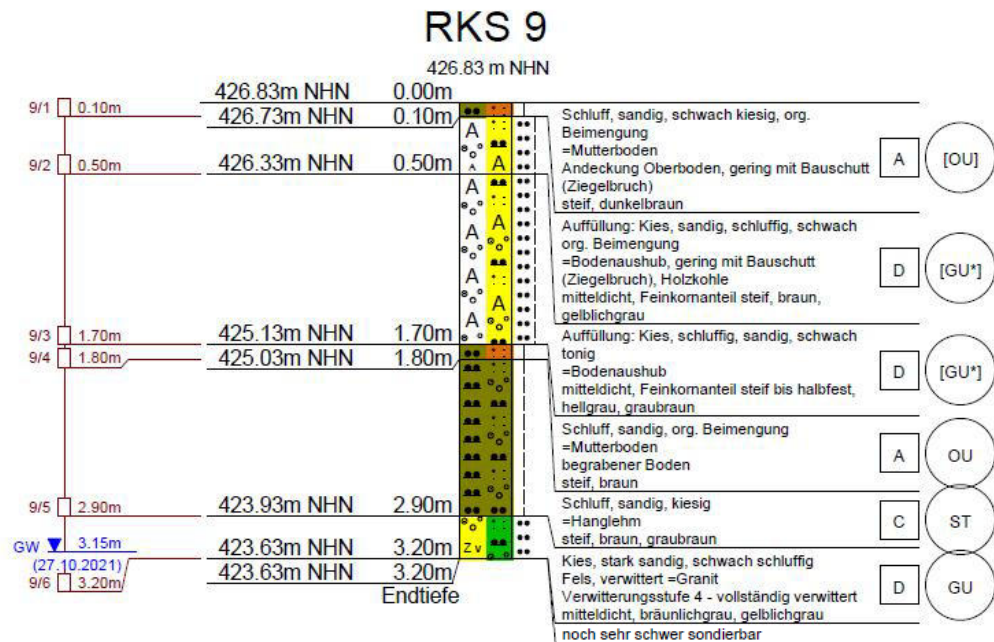 RKS 9
426.83 m NHN
9/1 0.10m
426.83m NHN 0.00m
426.73m NHN 0.10m
9/2 0.50m
426.33m NHN 0.50m
9/3 1.70m
425.13m NHN 1.70m
9/4 1.80m
425.03m NHN 1.80m
9/5 2.90m
423.93m NHN 2.90m
GW 3.15m
(27.10.2021)
423.63m NHN 3.20m
9/6 3.20m
423.63m NHN 3.20m
Endtiefe
A
A
A
A
A
A
A
A
A
Zv
Schluff, sandig, schwach kiesig, org.
Beimengung
=Mutterboden
Andeckung Oberboden, gering mit Bauschutt
(Ziegelbruch)
steif, dunkelbraun
A [OU]
Auffüllung: Kies, sandig, schluffig, schwach
org. Beimengung
=Bodenaushub, gering mit Bauschutt
(Ziegelbruch), Holzkohle
mitteldicht, Feinkornanteil steif, braun,
gelblichgrau
D [GU*]
Auffüllung: Kies, schluffig, sandig, schwach
tonig
=Bodenaushub
mitteldicht, Feinkornanteil steif bis halbfest,
hellgrau, graubraun
D [GU*]
Schluff, sandig, org. Beimengung
=Mutterboden
begrabener Boden
steif, braun
A OU
Schluff, sandig, kiesig
=Hanglehm
steif, braun, graubraun
C ST
Kies, stark sandig, schwach schluffig
Fels, verwittert =Granit
Verwitterungsstufe 4 - vollständig verwittert
mitteldicht, bräunlichgrau, gelblichgrau
D GU
noch sehr schwer sondierbar